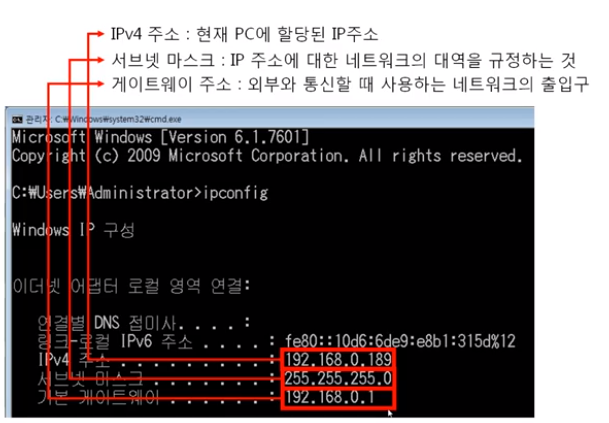 IPv4 주소 : 현재 PC에 할당된 IP주소
서브넷 마스크 : IP 주소에 대한 네트워크의 대역을 규정하는 것
게이트웨이 주소 : 외부와 통신할 때 사용하는 네트워크의 출입구
관리자: C:₩Windows₩system32₩cmd.exe
Microsoft Windows [Version 6.1.7601]
Copyright (c) 2009 Microsoft Corporation. All rights reserved.
C:₩Users₩Administrator>ipconfig
Windows IP 구성
이더넷 어댑터 로컬 영역 연결:
연결별 DNS 접미사. . . . :
링크-로컬 IPv6 주소 . . . . : fe80::10d6:6de9:e8b1:315d%12
IPv4 주소 . . . . . . . . . : 192.168.0.189
서브넷 마스크 . . . . . . . : 255.255.255.0
기본 게이트웨이 . . . . . . : 192.168.0.1